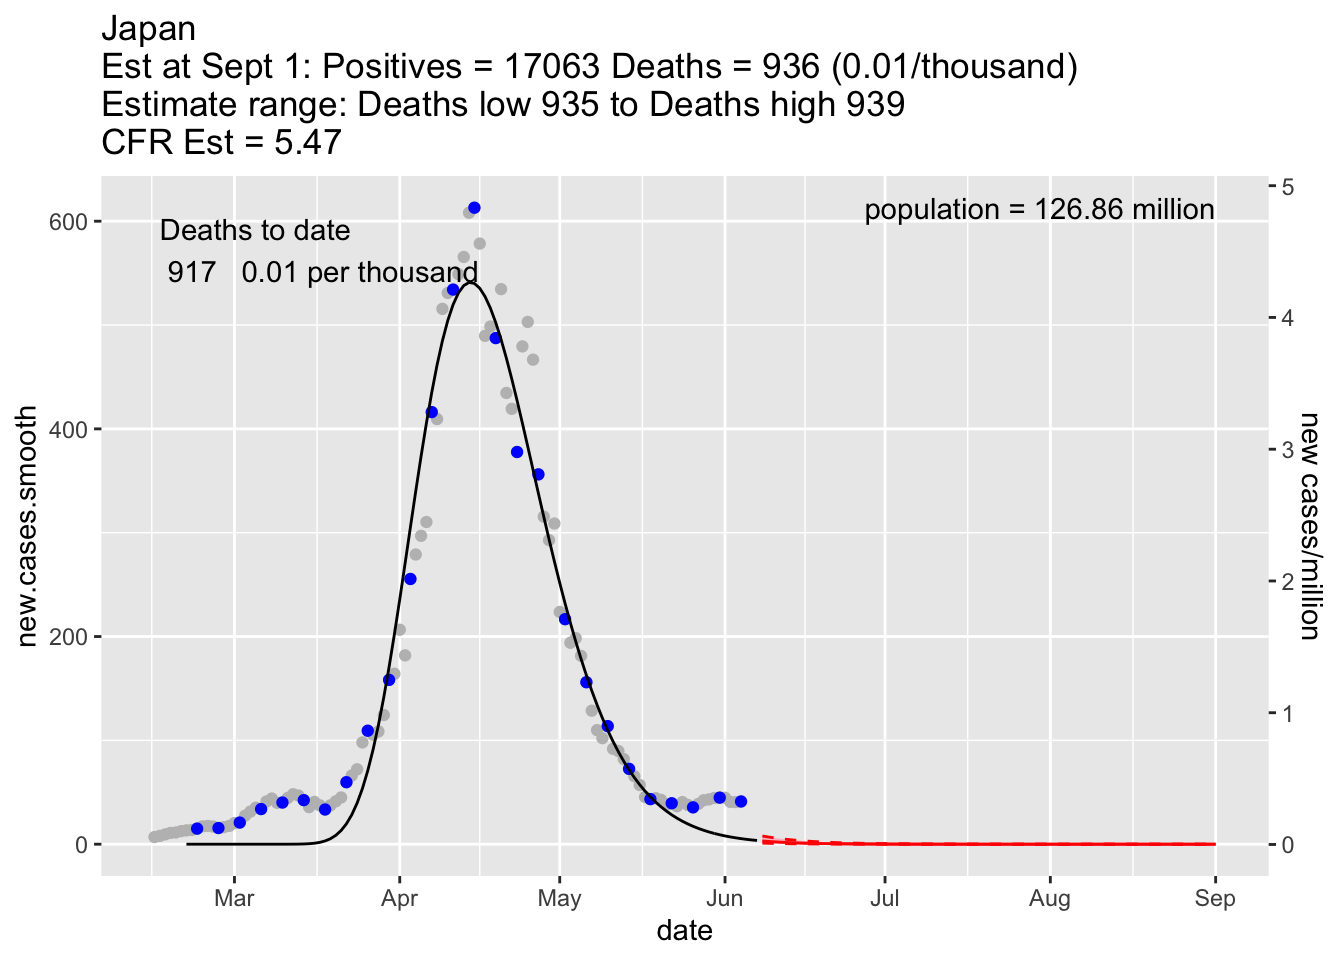 Japan
Est at Sept 1: Positives = 17063 Deaths = 936 (0.01/thousand)
Estimate range: Deaths low 935 to Deaths high 939
CFR Est = 5.47
population = 126.86 million
Deaths to date
917 0.01 per thousand
new.cases.smooth
600
400
200
0
5
4
3
2
1
0
new cases/million
Mar Apr May Jun Jul Aug Sep
date